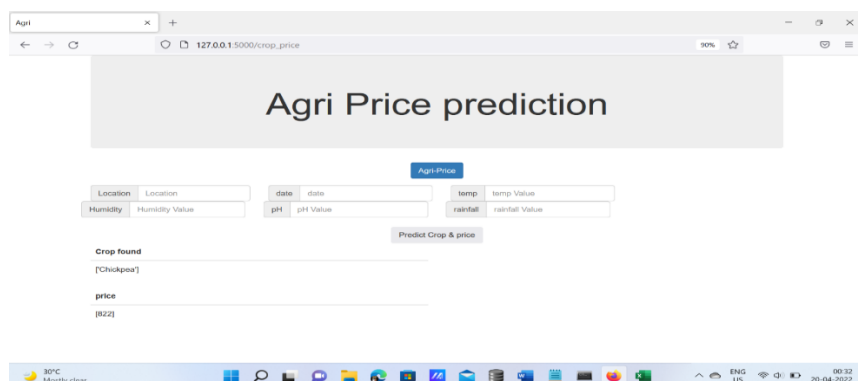 Agri
127.0.0.1:5000/crop_price 90%
Agri Price prediction
Agri-Price
Location Location date date temp temp Value
Humidity Humidity Value pH pH Value rainfall rainfall Value
Predict Crop & price
Crop found
['Chickpea']
price
[822]
30°C ENG 00:32
Mostly clear US 20-04-2022